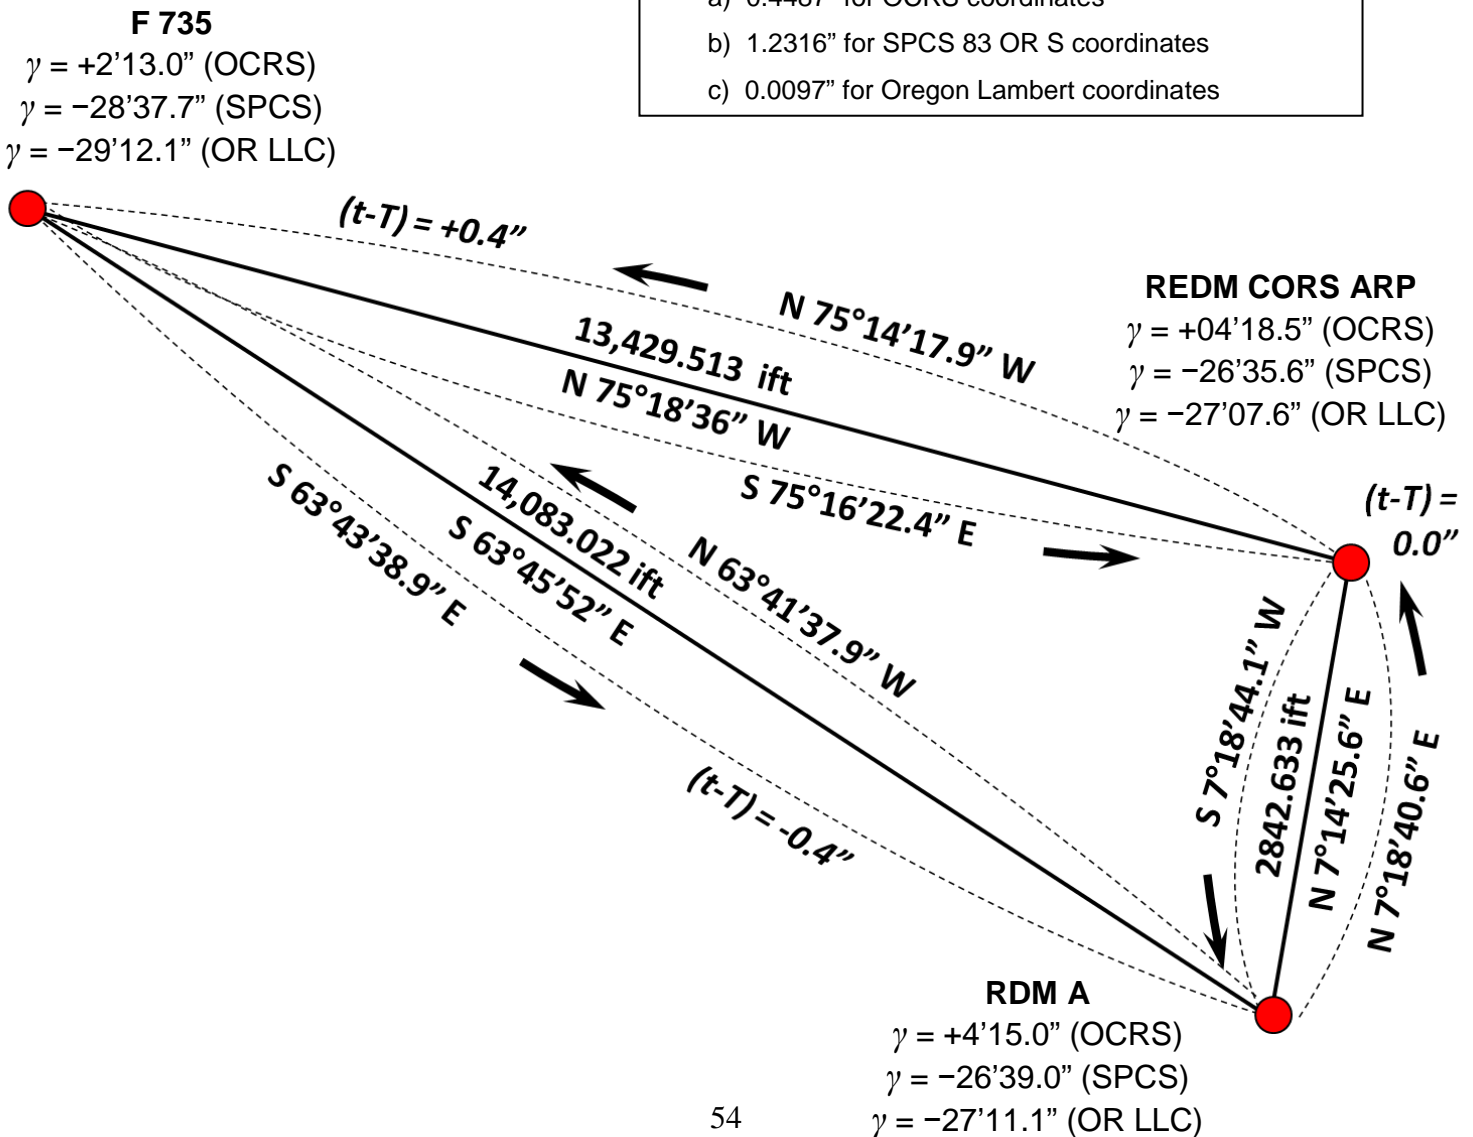 a) 0.4487” for OCRS coordinates
b) 1.2316” for SPCS 83 OR S coordinates
c) 0.0097” for Oregon Lambert coordinates
F 735
γ = +2’13.0” (OCRS)
γ = −28’37.7” (SPCS)
γ = −29’12.1” (OR LLC)
(t-T) = +0.4”
N 75°14’17.9” W
13,429.513 ift
N 75°18’36” W
S 75°16’22.4” E
REDM CORS ARP
γ = +04’18.5” (OCRS)
γ = −26’35.6” (SPCS)
γ = −27’07.6” (OR LLC)
(t-T) =
0.0”
S 63°43’38.9” E
14,083.022 ift
S 63°45’52” E
N 63°41’37.9” W
(t-T) = -0.4”
S 7°18’44.1” W
2842.633 ift
N 7°14’25.6” E
N 7°18’40.6” E
RDM A
γ = +4’15.0” (OCRS)
γ = −26’39.0” (SPCS)
γ = −27’11.1” (OR LLC)
54